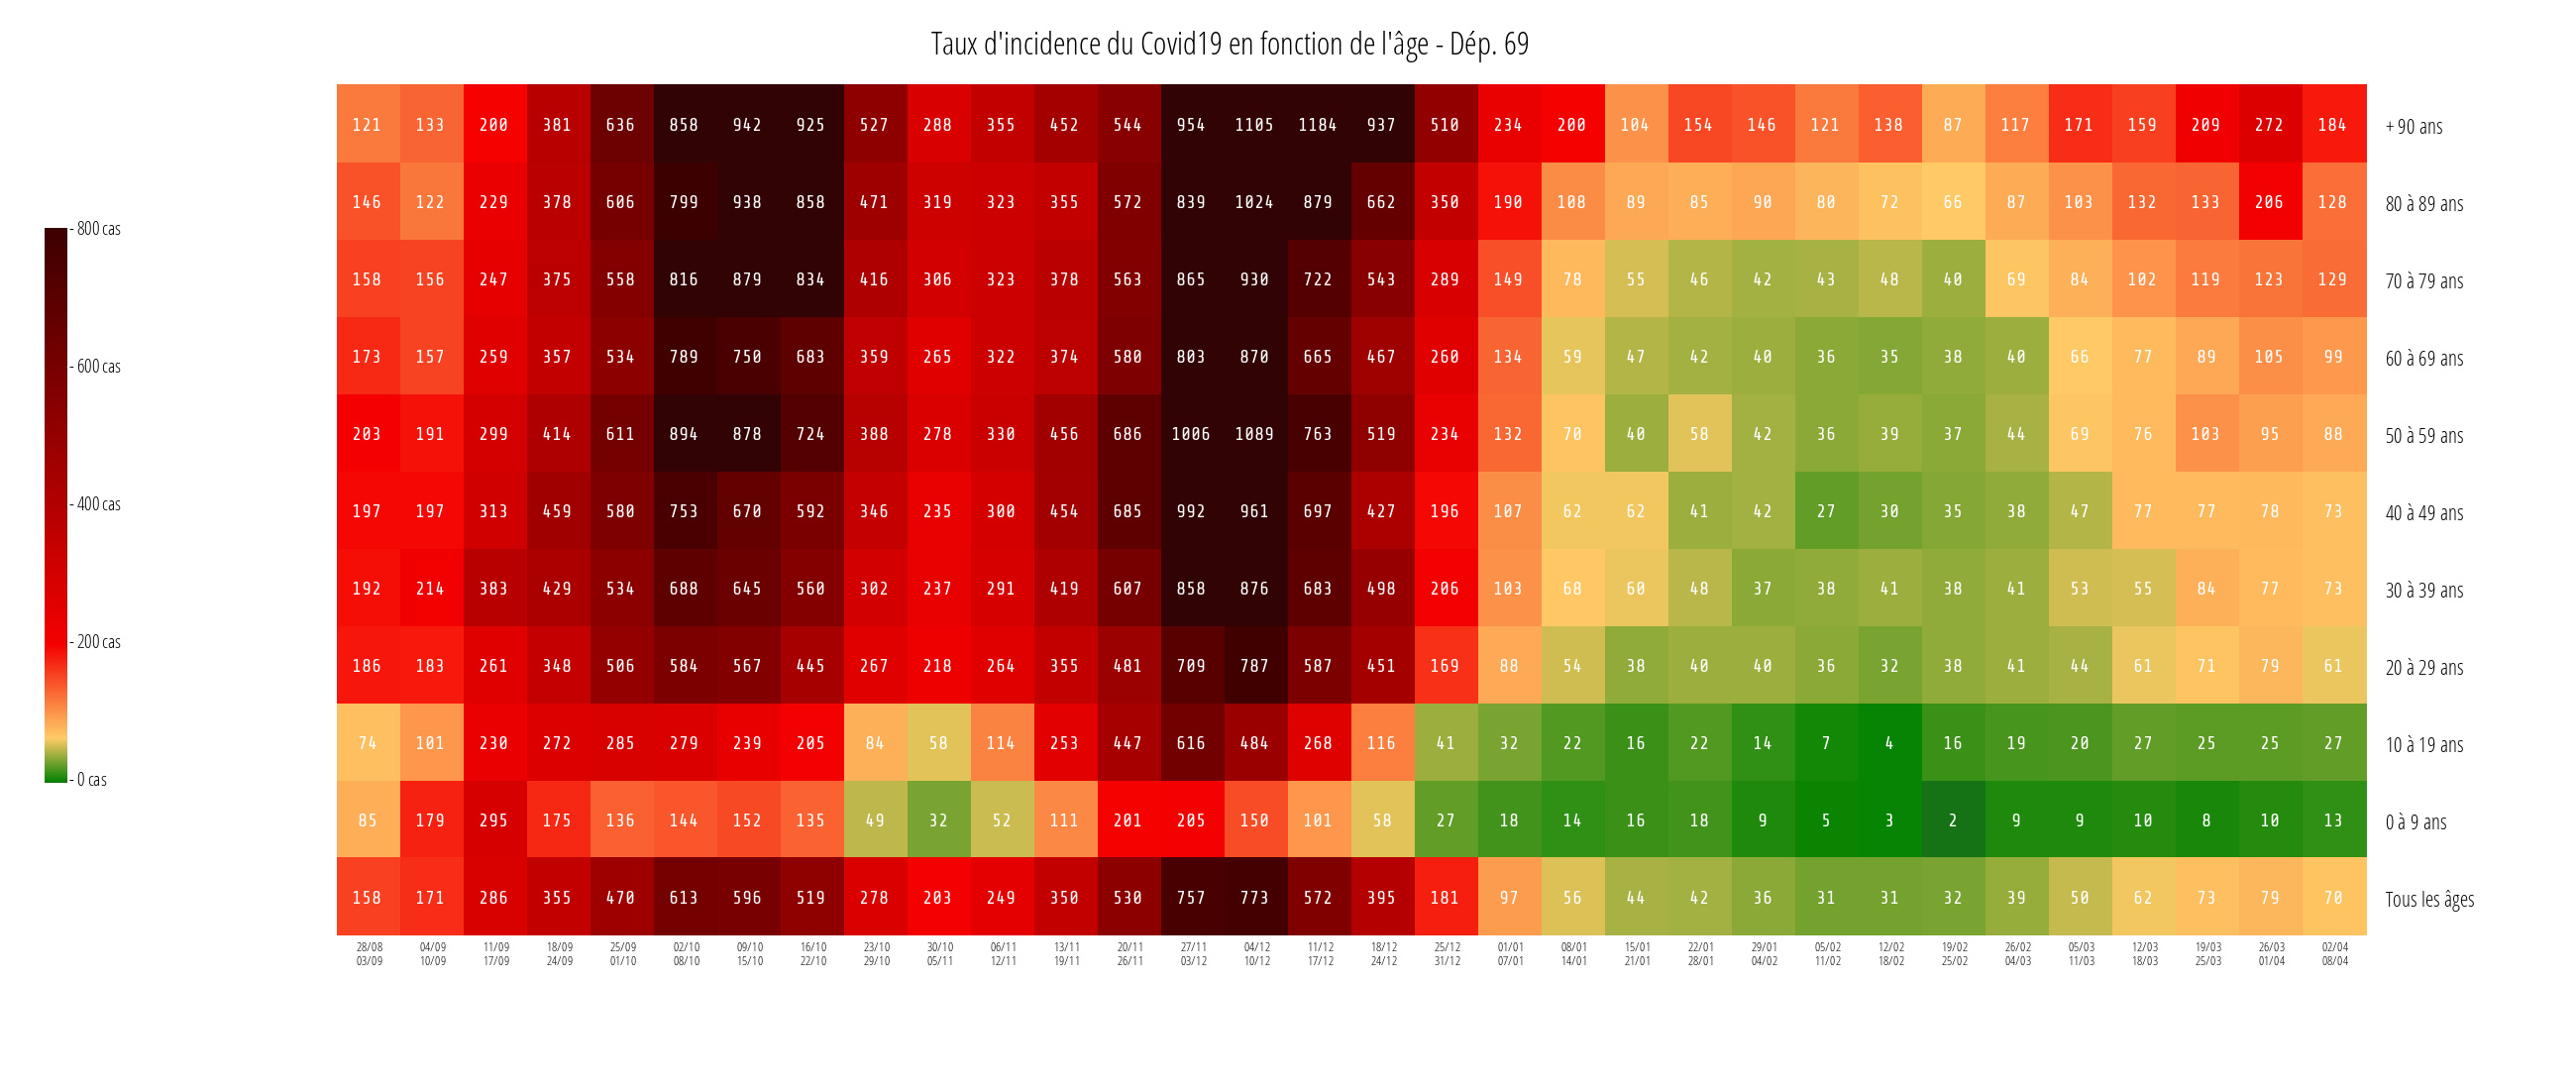 Taux d'incidence du Covid19 en fonction de l'âge - Dép. 69
121 133 200 381 636 858 942 925 527 288 355 452 544 954 1105 1184 937 510 234 200 104 154 146 121 138 87 117 171 159 209 272 184 + 90 ans
146 122 229 378 606 799 938 858 471 319 323 355 572 839 1024 879 662 350 190 108 89 85 90 80 72 66 87 103 132 133 206 128 80 à 89 ans
- 800 cas
158 156 247 375 558 816 879 834 416 306 323 378 563 865 930 722 543 289 149 78 55 46 42 43 48 40 69 84 102 119 123 129 70 à 79 ans
173 157 259 357 534 789 750 683 359 265 322 374 580 803 870 665 467 260 134 59 47 42 40 36 35 38 40 66 77 89 105 99 60 à 69 ans
- 600 cas
203 191 299 414 611 894 878 724 388 278 330 456 686 1006 1089 763 519 234 132 70 40 58 42 36 39 37 44 69 76 103 95 88 50 à 59 ans
- 400 cas
197 197 313 459 580 753 670 592 346 235 300 454 685 992 961 697 427 196 107 62 62 41 42 27 30 35 38 47 77 77 78 73 40 à 49 ans
192 214 383 429 534 688 645 560 302 237 291 419 607 858 876 683 498 206 103 68 60 48 37 38 41 38 41 53 55 84 77 73 30 à 39 ans
- 200 cas
186 183 261 348 506 584 567 445 267 218 264 355 481 709 787 587 451 169 88 54 38 40 40 36 32 38 41 44 61 71 79 61 20 à 29 ans
74 101 230 272 285 279 239 205 84 58 114 253 447 616 484 268 116 41 32 22 16 22 14 7 4 16 19 20 27 25 25 27 10 à 19 ans
- 0 cas
85 179 295 175 136 144 152 135 49 32 52 111 201 205 150 101 58 27 18 14 16 18 9 5 3 2 9 9 10 8 10 13 0 à 9 ans
158 171 286 355 470 613 596 519 278 203 249 350 530 757 773 572 395 181 97 56 44 42 36 31 31 32 39 50 62 73 79 70 Tous les âges
28/08 04/09 11/09 18/09 25/09 02/10 09/10 16/10 23/10 30/10 06/11 13/11 20/11 27/11 04/12 11/12 18/12 25/12 01/01 08/01 15/01 22/01 29/01 05/02 12/02 19/02 26/02 05/03 12/03 19/03 26/03 02/04
03/09 10/09 17/09 24/09 01/10 08/10 15/10 22/10 29/10 05/11 12/11 19/11 26/11 03/12 10/12 17/12 24/12 31/12 07/01 14/01 21/01 28/01 04/02 11/02 18/02 25/02 04/03 11/03 18/03 25/03 01/04 08/04